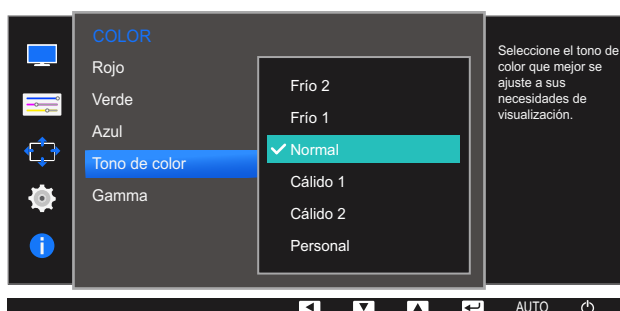 COLOR
Rojo
Verde
Azul
Tono de color
Gamma
Frío 2
Frío 1
Normal
Cálido 1
Cálido 2
Personal
Seleccione el tono de
color que mejor se
ajuste a sus
necesidades de
visualización.
AUTO